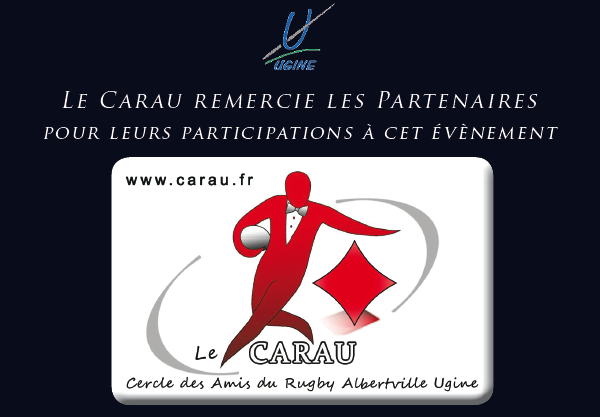 U
UGINE
Le Carau remercie les Partenaires
pour leurs participations à cet évènement
www.carau.fr
Le CARAU
Cercle des Amis du Rugby Albertville Ugine